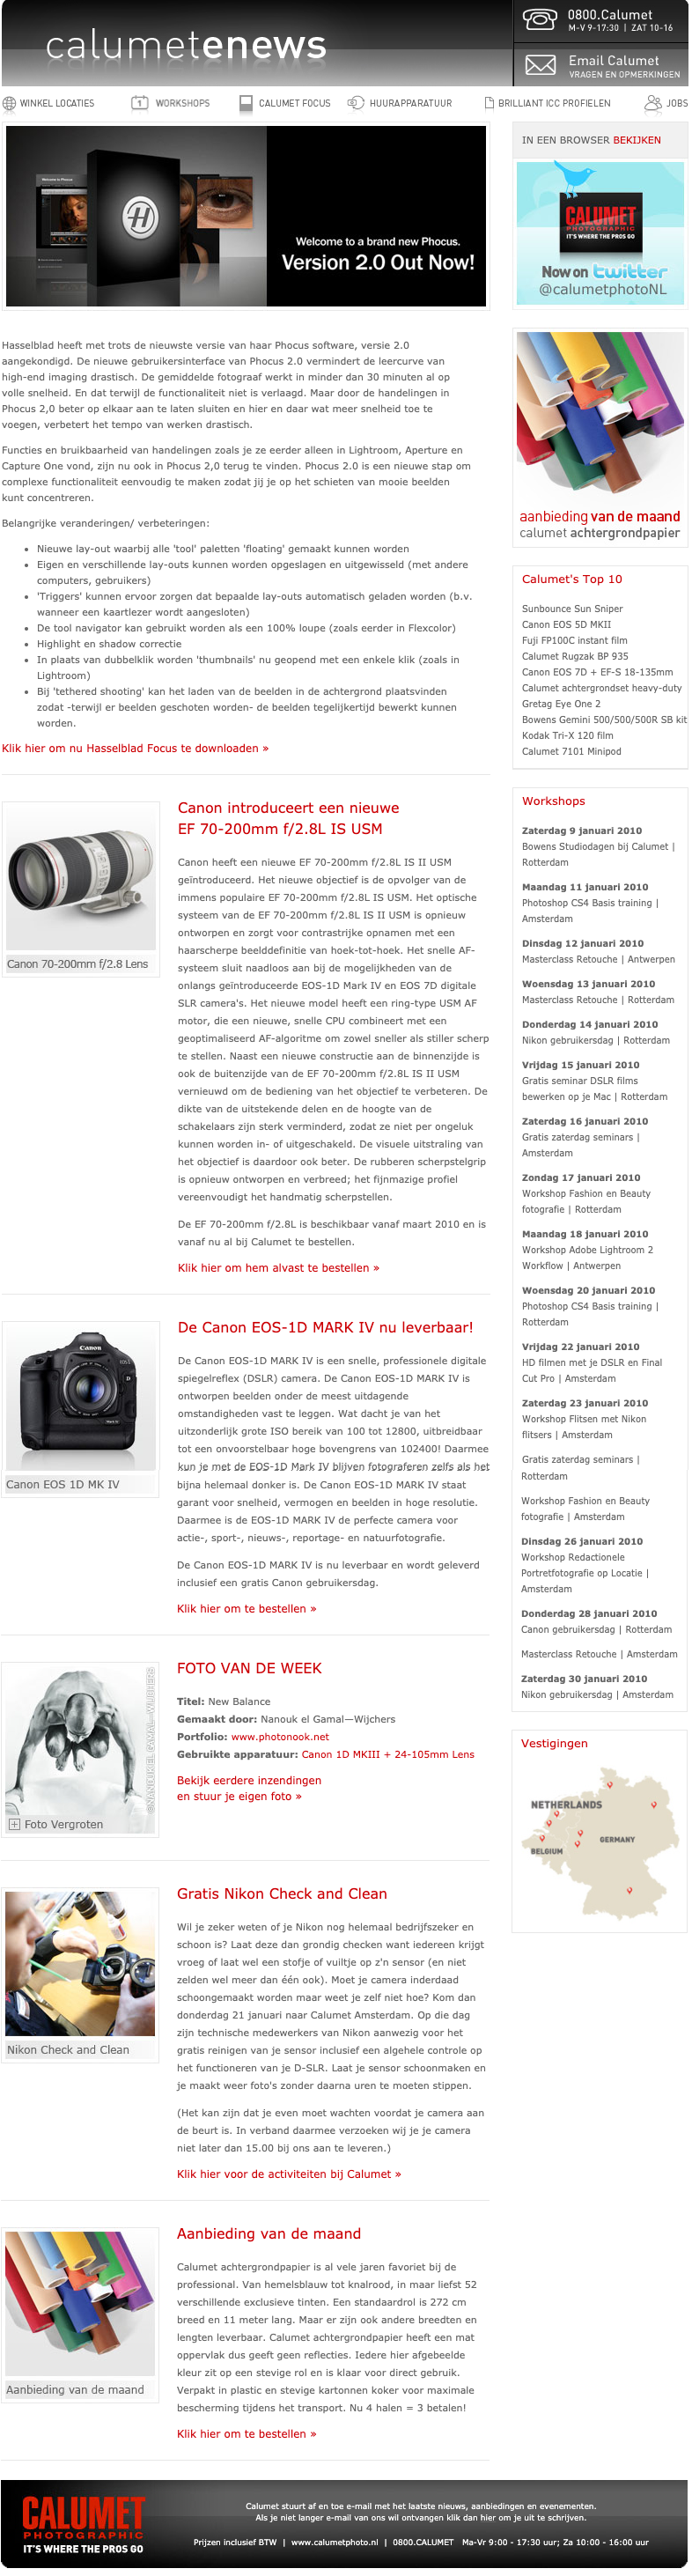 calumetenews
0800.Calumet
M-V 9-17:30 | ZAT 10-16
Email Calumet
VRAGEN EN OPMERKINGEN
WINKEL LOCATIES
1
WORKSHOPS
CALUMET FOCUS
HUURAPPARATUUR
BRILLIANT ICC PROFIELEN
JOBS
H
Welcome to a brand new Phocus.
Version 2.0 Out Now!
Hasselblad heeft met trots de nieuwste versie van haar Phocus software, versie 2.0
aangekondigd. De nieuwe gebruikersinterface van Phocus 2.0 vermindert de leercurve van
high-end imaging drastisch. De gemiddelde fotograaf werkt in minder dan 30 minuten al op
volle snelheid. En dat terwijl de functionaliteit niet is verlaagd. Maar door de handelingen in
Phocus 2,0 beter op elkaar aan te laten sluiten en hier en daar wat meer snelheid toe te
voegen, verbetert het tempo van werken drastisch.
Functies en bruikbaarheid van handelingen zoals je ze eerder alleen in Lightroom, Aperture en
Capture One vond, zijn nu ook in Phocus 2,0 terug te vinden. Phocus 2.0 is een nieuwe stap om
complexe functionaliteit eenvoudig te maken zodat jij je op het schieten van mooie beelden
kunt concentreren.
Belangrijke veranderingen/ verbeteringen:
• Nieuwe lay-out waarbij alle 'tool' paletten 'floating' gemaakt kunnen worden
• Eigen en verschillende lay-outs kunnen worden opgeslagen en uitgewisseld (met andere
computers, gebruikers)
• 'Triggers' kunnen ervoor zorgen dat bepaalde lay-outs automatisch geladen worden (b.v.
wanneer een kaartlezer wordt aangesloten)
• De tool navigator kan gebruikt worden als een 100% loupe (zoals eerder in Flexcolor)
• Highlight en shadow correctie
• In plaats van dubbelklik worden 'thumbnails' nu geopend met een enkele klik (zoals in
Lightroom)
• Bij 'tethered shooting' kan het laden van de beelden in de achtergrond plaatsvinden
zodat -terwijl er beelden geschoten worden- de beelden tegelijkertijd bewerkt kunnen
worden.
Klik hier om nu Hasselblad Focus te downloaden »
Canon 70-200mm f/2.8 Lens
Canon introduceert een nieuwe
EF 70-200mm f/2.8L IS USM
Canon heeft een nieuwe EF 70-200mm f/2.8L IS II USM
geïntroduceerd. Het nieuwe objectief is de opvolger van de
immens populaire EF 70-200mm f/2.8L IS USM. Het optische
systeem van de EF 70-200mm f/2.8L IS II USM is opnieuw
ontworpen en zorgt voor contrastrijke opnamen met een
haarscherpe beelddefinitie van hoek-tot-hoek. Het snelle AF-
systeem sluit naadloos aan bij de mogelijkheden van de
onlangs geïntroduceerde EOS-1D Mark IV en EOS 7D digitale
SLR camera's. Het nieuwe model heeft een ring-type USM AF
motor, die een nieuwe, snelle CPU combineert met een
geoptimaliseerd AF-algoritme om zowel sneller als stiller scherp
te stellen. Naast een nieuwe constructie aan de binnenzijde is
ook de buitenzijde van de EF 70-200mm f/2.8L IS II USM
vernieuwd om de bediening van het objectief te verbeteren. De
dikte van de uitstekende delen en de hoogte van de
schakelaars zijn sterk verminderd, zodat ze niet per ongeluk
kunnen worden in- of uitgeschakeld. De visuele uitstraling van
het objectief is daardoor ook beter. De rubberen scherpstelgrip
is opnieuw ontworpen en verbreed; het fijnmazige profiel
vereenvoudigt het handmatig scherpstellen.
De EF 70-200mm f/2.8L is beschikbaar vanaf maart 2010 en is
vanaf nu al bij Calumet te bestellen.
Klik hier om hem alvast te bestellen »
Canon
Canon EOS 1D MK IV
De Canon EOS-1D MARK IV nu leverbaar!
De Canon EOS-1D MARK IV is een snelle, professionele digitale
spiegelreflex (DSLR) camera. De Canon EOS-1D MARK IV is
ontworpen beelden onder de meest uitdagende
omstandigheden vast te leggen. Wat dacht je van het
uitzonderlijk grote ISO bereik van 100 tot 12800, uitbreidbaar
tot een onvoorstelbaar hoge bovengrens van 102400! Daarmee
kun je met de EOS-1D Mark IV blijven fotograferen zelfs als het
bijna helemaal donker is. De Canon EOS-1D MARK IV staat
garant voor snelheid, vermogen en beelden in hoge resolutie.
Daarmee is de EOS-1D MARK IV de perfecte camera voor
actie-, sport-, nieuws-, reportage- en natuurfotografie.
De Canon EOS-1D MARK IV is nu leverbaar en wordt geleverd
inclusief een gratis Canon gebruikersdag.
Klik hier om te bestellen »
©NANOUK EL GAMAL-WIJCHERS
Foto Vergroten
FOTO VAN DE WEEK
Titel: New Balance
Gemaakt door: Nanouk el Gamal—Wijchers
Portfolio: www.photonook.net
Gebruikte apparatuur: Canon 1D MKIII + 24-105mm Lens
Bekijk eerdere inzendingen
en stuur je eigen foto »
Nikon Check and Clean
Gratis Nikon Check and Clean
Wil je zeker weten of je Nikon nog helemaal bedrijfszeker en
schoon is? Laat deze dan grondig checken want iedereen krijgt
vroeg of laat wel een stofje of vuiltje op z'n sensor (en niet
zelden wel meer dan één ook). Moet je camera inderdaad
schoongemaakt worden maar weet je zelf niet hoe? Kom dan
donderdag 21 januari naar Calumet Amsterdam. Op die dag
zijn technische medewerkers van Nikon aanwezig voor het
gratis reinigen van je sensor inclusief een algehele controle op
het functioneren van je D-SLR. Laat je sensor schoonmaken en
je maakt weer foto's zonder daarna uren te moeten stippen.
(Het kan zijn dat je even moet wachten voordat je camera aan
de beurt is. In verband daarmee verzoeken wij je je camera
niet later dan 15.00 bij ons aan te leveren.)
Klik hier voor de activiteiten bij Calumet »
Aanbieding van de maand
Aanbieding van de maand
Calumet achtergrondpapier is al vele jaren favoriet bij de
professional. Van hemelsblauw tot knalrood, in maar liefst 52
verschillende exclusieve tinten. Een standaardrol is 272 cm
breed en 11 meter lang. Maar er zijn ook andere breedten en
lengten leverbaar. Calumet achtergrondpapier heeft een mat
oppervlak dus geeft geen reflecties. Iedere hier afgebeelde
kleur zit op een stevige rol en is klaar voor direct gebruik.
Verpakt in plastic en stevige kartonnen koker voor maximale
bescherming tijdens het transport. Nu 4 halen = 3 betalen!
Klik hier om te bestellen »
IN EEN BROWSER BEKIJKEN
CALUMET
PHOTOGRAPHIC
IT'S WHERE THE PROS GO
Now on twitter
@calumetphotoNL
aanbieding van de maand
calumet achtergrondpapier
Calumet's Top 10
Sunbounce Sun Sniper
Canon EOS 5D MKII
Fuji FP100C instant film
Calumet Rugzak BP 935
Canon EOS 7D + EF-S 18-135mm
Calumet achtergrondset heavy-duty
Gretag Eye One 2
Bowens Gemini 500/500/500R SB kit
Kodak Tri-X 120 film
Calumet 7101 Minipod
Workshops
Zaterdag 9 januari 2010
Bowens Studiodagen bij Calumet |
Rotterdam
Maandag 11 januari 2010
Photoshop CS4 Basis training |
Amsterdam
Dinsdag 12 januari 2010
Masterclass Retouche | Antwerpen
Woensdag 13 januari 2010
Masterclass Retouche | Rotterdam
Donderdag 14 januari 2010
Nikon gebruikersdag | Rotterdam
Vrijdag 15 januari 2010
Gratis seminar DSLR films
bewerken op je Mac | Rotterdam
Zaterdag 16 januari 2010
Gratis zaterdag seminars |
Amsterdam
Zondag 17 januari 2010
Workshop Fashion en Beauty
fotografie | Rotterdam
Maandag 18 januari 2010
Workshop Adobe Lightroom 2
Workflow | Antwerpen
Woensdag 20 januari 2010
Photoshop CS4 Basis training |
Rotterdam
Vrijdag 22 januari 2010
HD filmen met je DSLR en Final
Cut Pro | Amsterdam
Zaterdag 23 januari 2010
Workshop Flitsen met Nikon
flitsers | Amsterdam
Gratis zaterdag seminars |
Rotterdam
Workshop Fashion en Beauty
fotografie | Amsterdam
Dinsdag 26 januari 2010
Workshop Redactionele
Portretfotografie op Locatie |
Amsterdam
Donderdag 28 januari 2010
Canon gebruikersdag | Rotterdam
Masterclass Retouche | Amsterdam
Zaterdag 30 januari 2010
Nikon gebruikersdag | Amsterdam
Vestigingen
NETHERLANDS
GERMANY
BELGIUM
CALUMET
PHOTOGRAPHIC
IT'S WHERE THE PROS GO
Calumet stuurt af en toe e-mail met het laatste nieuws, aanbiedingen en evenementen.
Als je niet langer e-mail van ons wil ontvangen klik dan hier om je uit te schrijven.
Prijzen inclusief BTW | www.calumetphoto.nl | 0800.CALUMET Ma-Vr 9:00 - 17:30 uur; Za 10:00 - 16:00 uur